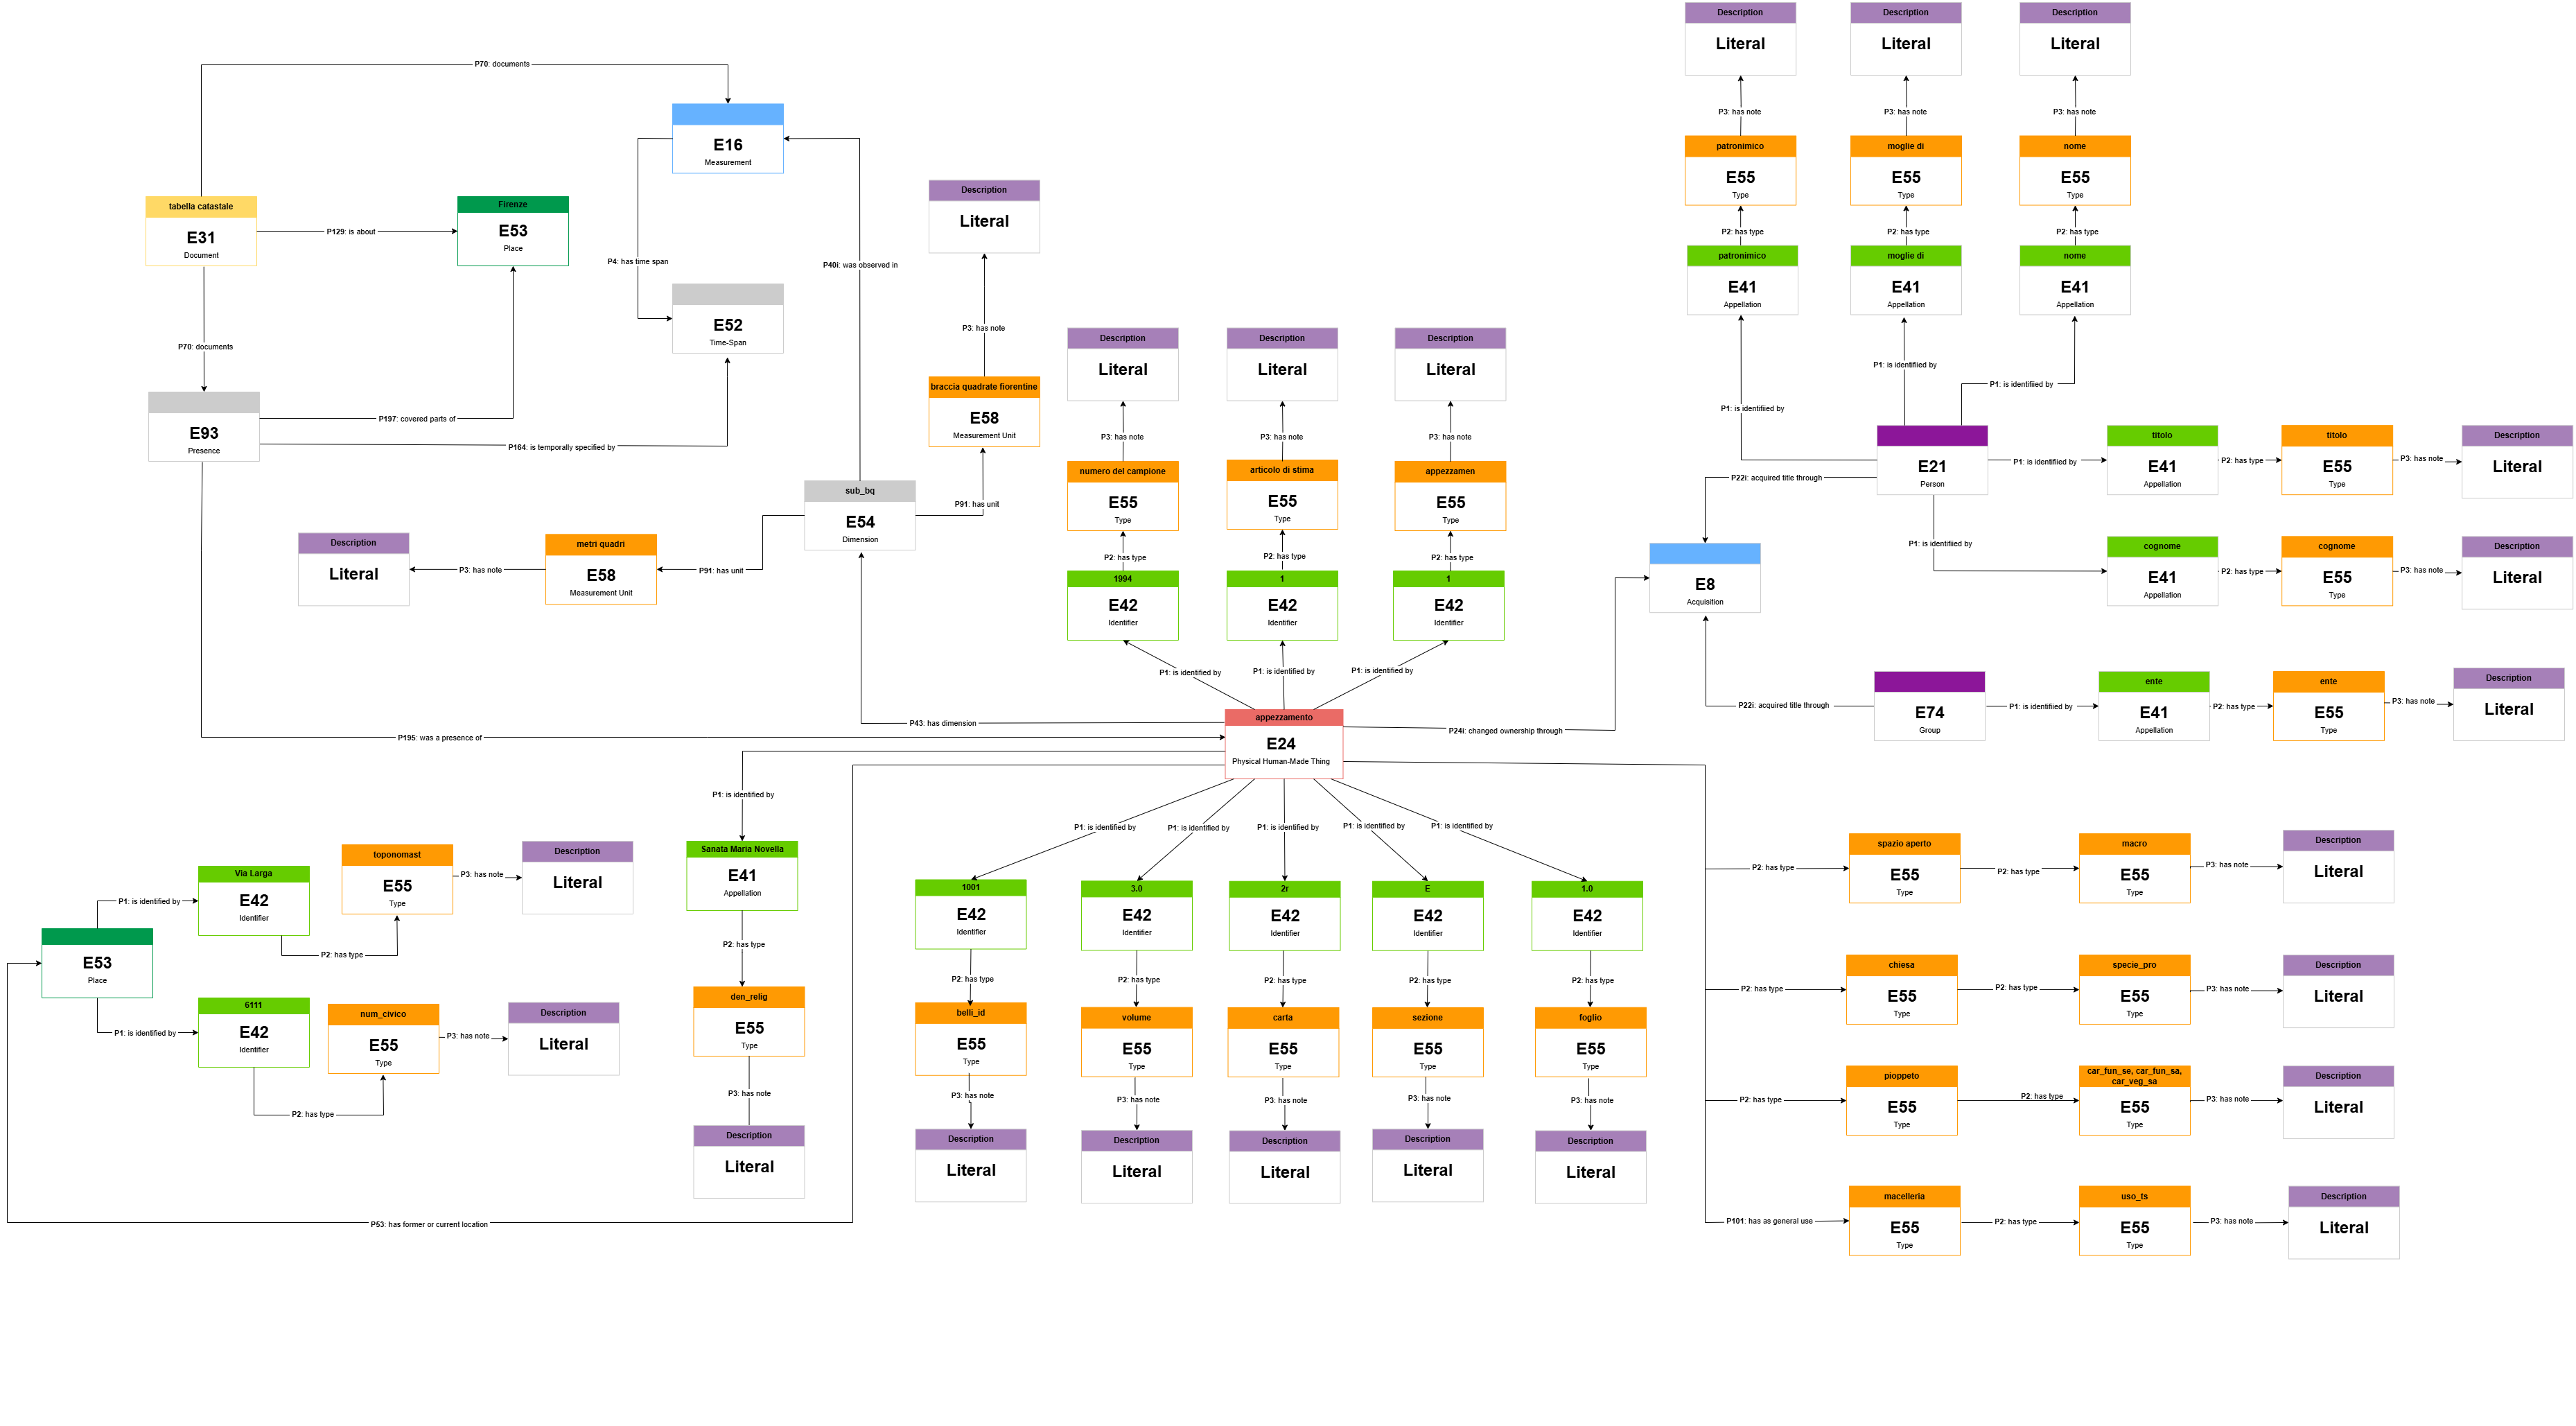 Description
Literal
Description
Literal
Description
Literal
P3: has note
P3: has note
P3: has note
patronimico
E55
Type
moglie di
E55
Type
nome
E55
Type
P2: has type
P2: has type
P2: has type
patronimico
E41
Appellation
moglie di
E41
Appellation
nome
E41
Appellation
P1: is identifiied by
P1: is identifiied by
P1: is identifiied by
P70: documents
E16
Measurement
tabella catastale
E31
Document
P129: is about
Firenze
E53
Place
P4: has time span
P40i: was observed in
E52
Time-Span
P70: documents
E93
Presence
P197: covered parts of
P164: is temporally specified by
Description
Literal
P3: has note
braccia quadrate fiorentine
E58
Measurement Unit
P91: has unit
sub_bq
E54
Dimension
P91: has unit
metri quadri
E58
Measurement Unit
P3: has note
Description
Literal
Description
Literal
Description
Literal
Description
Literal
P3: has note
P3: has note
P3: has note
numero del campione
E55
Type
articolo di stima
E55
Type
appezzamen
E55
Type
P2: has type
P2: has type
P2: has type
1994
E42
Identifier
1
E42
Identifier
1
E42
Identifier
P1: is identified by
P1: is identified by
P1: is identified by
E21
Person
P1: is identifiied by
titolo
E41
Appellation
P2: has type
titolo
E55
Type
P3: has note
Description
Literal
P22i: acquired title through
P1: is identifiied by
cognome
E41
Appellation
P2: has type
cognome
E55
Type
P3: has note
Description
Literal
E8
Acquisition
P22i: acquired title through
E74
Group
P1: is identifiied by
ente
E41
Appellation
P2: has type
ente
E55
Type
P3: has note
Description
Literal
P43: has dimension
P195: was a presence of
appezzamento
E24
Physical Human-Made Thing
P24i: changed ownership through
P1: is identified by
Sanata Maria Novella
E41
Appellation
P2: has type
den_relig
E55
Type
P3: has note
Description
Literal
E53
Place
P1: is identified by
Via Larga
E42
Identifier
P2: has type
toponomast
E55
Type
P3: has note
Description
Literal
P1: is identified by
6111
E42
Identifier
P2: has type
num_civico
E55
Type
P3: has note
Description
Literal
P53: has former or current location
P1: is identified by
P1: is identified by
P1: is identified by
P1: is identified by
P1: is identified by
1001
E42
Identifier
3.0
E42
Identifier
2r
E42
Identifier
E
E42
Identifier
1.0
E42
Identifier
P2: has type
P2: has type
P2: has type
P2: has type
P2: has type
belli_id
E55
Type
volume
E55
Type
carta
E55
Type
sezione
E55
Type
foglio
E55
Type
P3: has note
P3: has note
P3: has note
P3: has note
P3: has note
Description
Literal
Description
Literal
Description
Literal
Description
Literal
Description
Literal
P2: has type
spazio aperto
E55
Type
P2: has type
macro
E55
Type
P3: has note
Description
Literal
P2: has type
chiesa
E55
Type
P2: has type
specie_pro
E55
Type
P3: has note
Description
Literal
P2: has type
pioppeto
E55
Type
P2: has type
car_fun_se, car_fun_sa,
car_veg_sa
E55
Type
P3: has note
Description
Literal
P101: has as general use
macelleria
E55
Type
P2: has type
uso_ts
E55
Type
P3: has note
Description
Literal